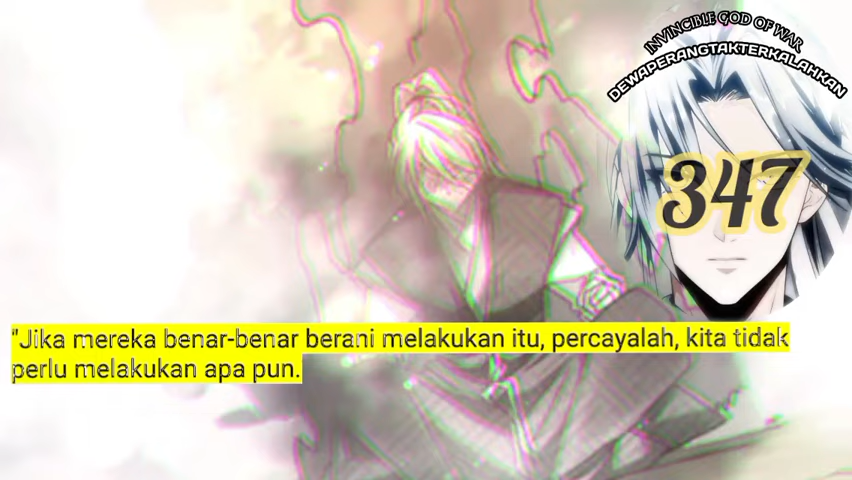 INVINCIBLE GOD OF WAR
DEWAPERANGTAKTERKALAHKAN
347
"Jika mereka benar-benar berani melakukan itu, percayalah, kita tidak
perlu melakukan apa pun.